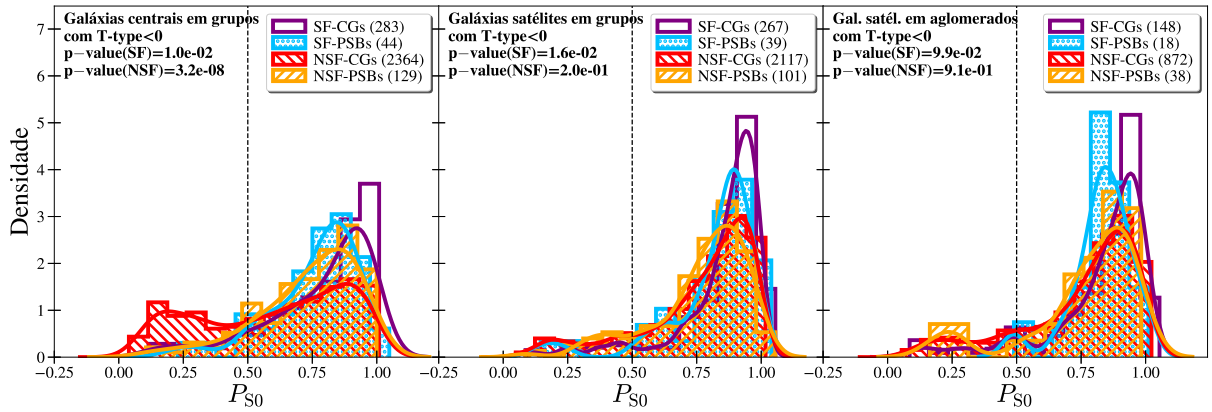 Galáxias centrais em grupos
com T-type<0
p−value(SF)=1.0e-02
p−value(NSF)=3.2e-08
SF-CGs (283)
SF-PSBs (44)
NSF-CGs (2364)
NSF-PSBs (129)
Galáxias satélites em grupos
com T-type<0
p−value(SF)=1.6e-02
p−value(NSF)=2.0e-01
SF-CGs (267)
SF-PSBs (39)
NSF-CGs (2117)
NSF-PSBs (101)
Gal. satél. em aglomerados
com T-type<0
p−value(SF)=9.9e-02
p−value(NSF)=9.1e-01
SF-CGs (148)
SF-PSBs (18)
NSF-CGs (872)
NSF-PSBs (38)
Densidade
7
6
5
4
3
2
1
0
−0.25 0.00 0.25 0.50 0.75 1.00
−0.25 0.00 0.25 0.50 0.75 1.00
−0.25 0.00 0.25 0.50 0.75 1.00 1.25
P_S0
P_S0
P_S0